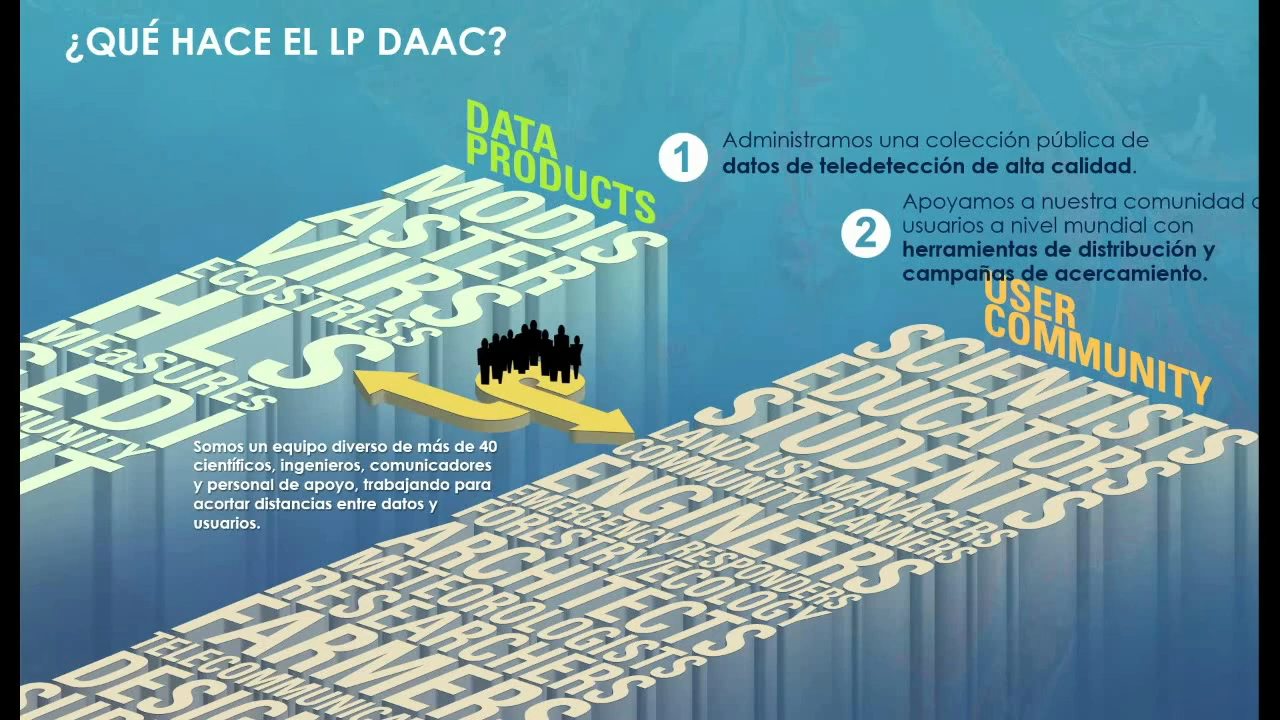 ¿QUÉ HACE EL LP DAAC?
DATA
PRODUCTS
MODIS
ASTER
VIIRS
ECOSTRESS
HLS
MEaSUREs
GEDI
1
Administramos una colección pública de
datos de teledetección de alta calidad.
2
Apoyamos a nuestra comunidad
usuarios a nivel mundial con
herramientas de distribución y
campañas de acercamiento.
Somos un equipo diverso de más de 40
científicos, ingenieros, comunicadores
y personal de apoyo, trabajando para
acortar distancias entre datos y
usuarios.
USER
COMMUNITY
SCIENTISTS
EDUCATORS
STUDENTS
LAND USE MANAGERS
COMMUNITY PLANNERS
ENGINEERS
EMERGENCY RESPONDERS
FORESTRY/ECOLOGY
ARCHITECTS
METEOROLOGISTS
RESEARCHERS
FARMERS